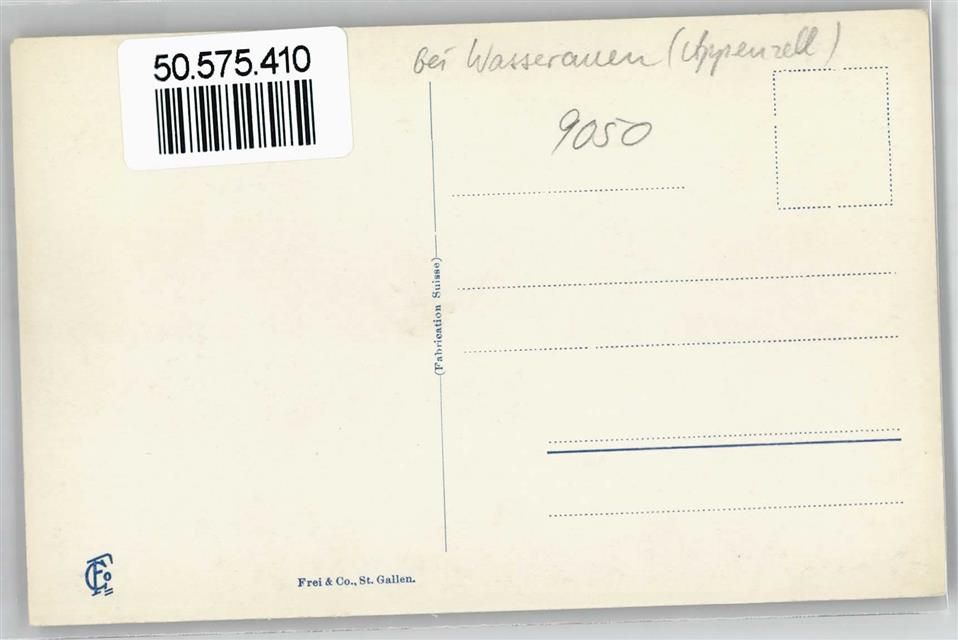 50.575.410
bei Wasserauen (Appenzell)
9050
(Fabrication Suisse)
Frei & Co., St. Gallen.